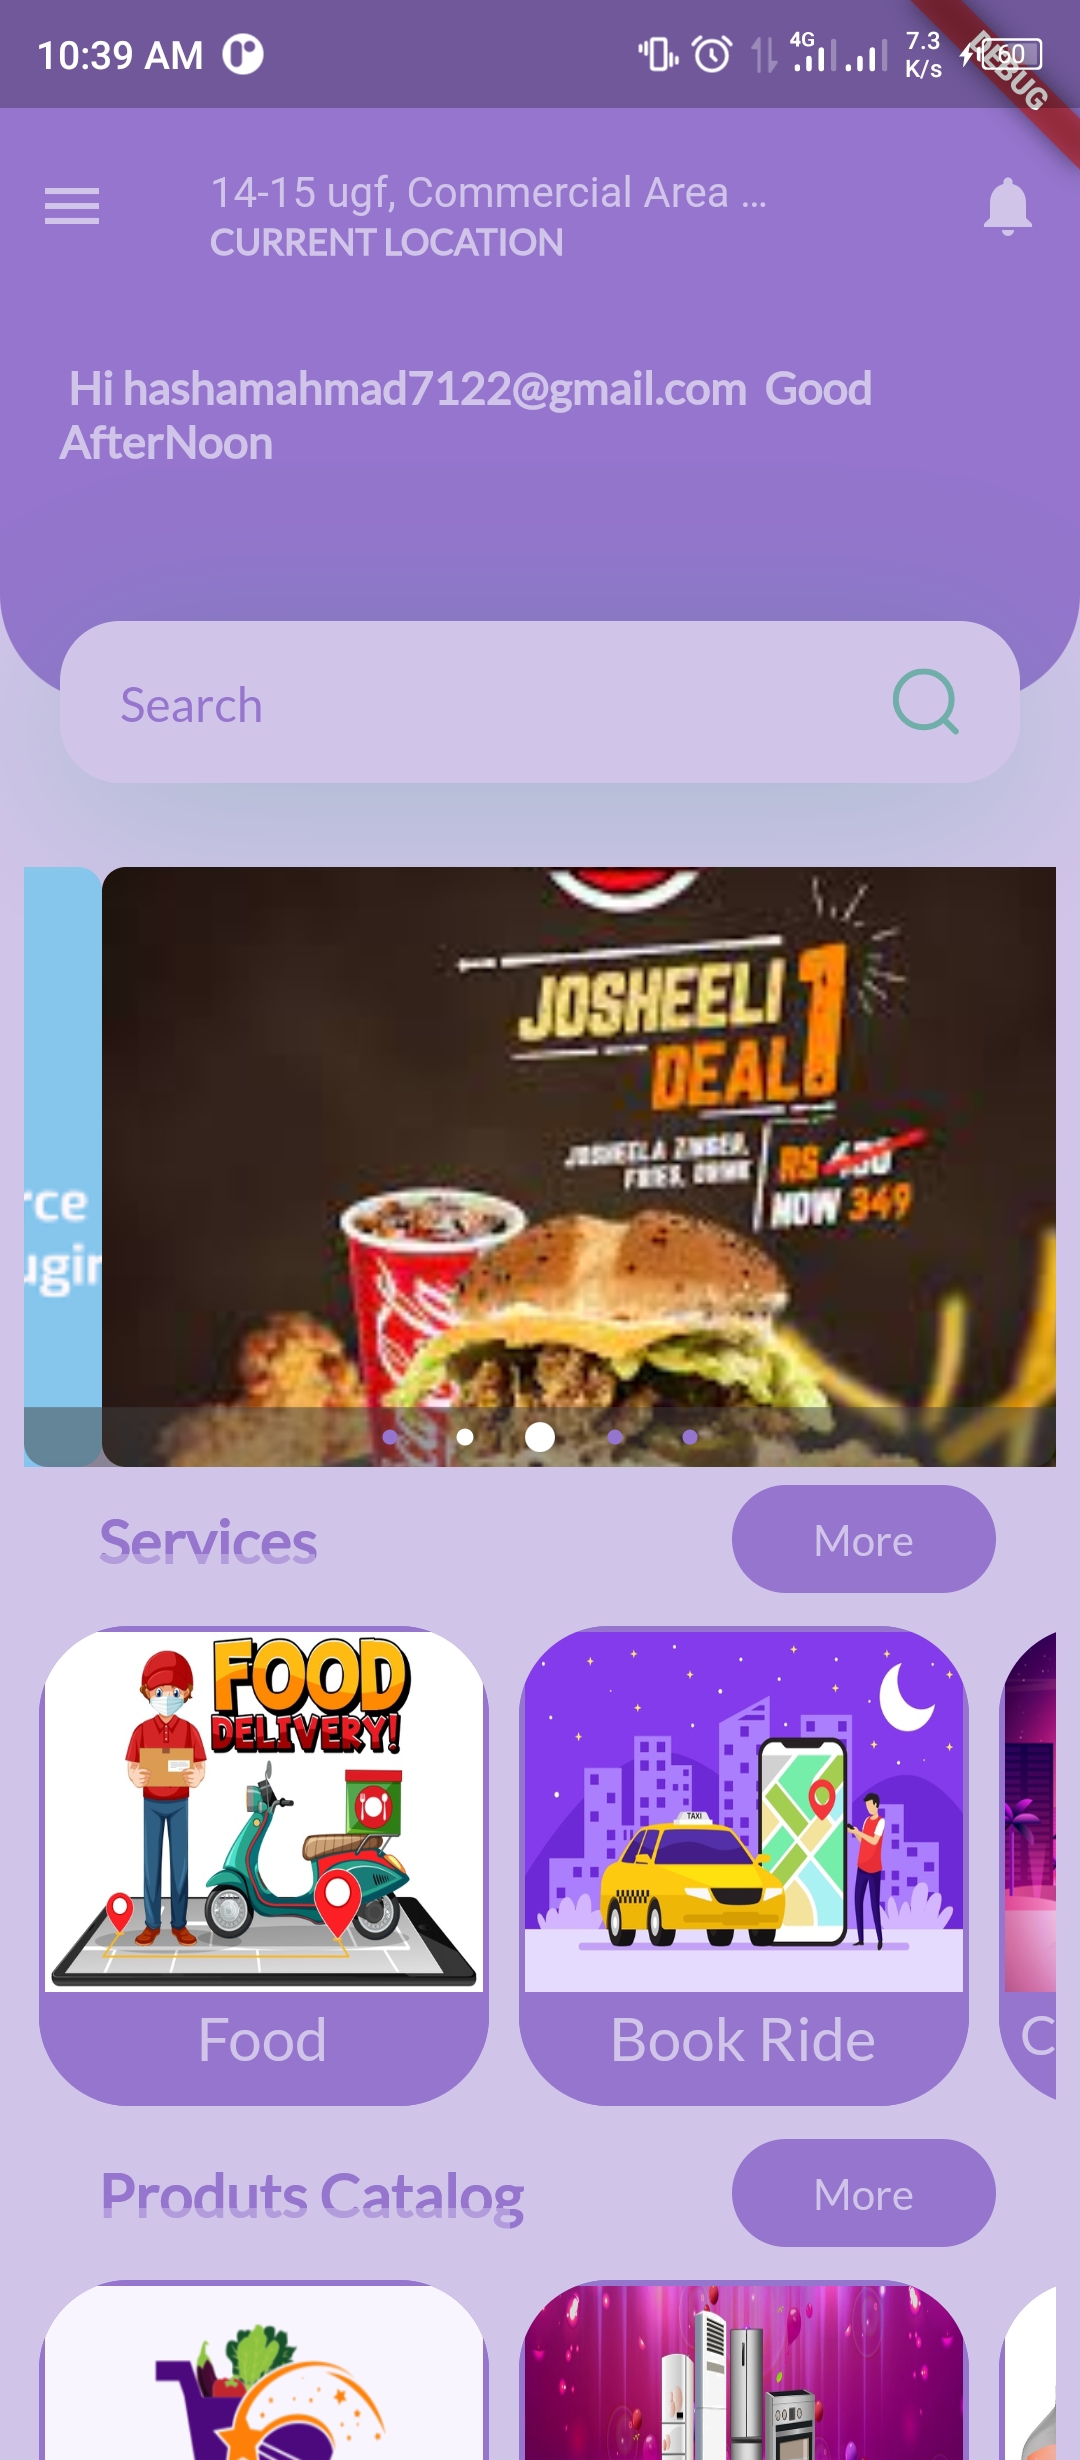 10:39 AM
4G
7.3
K/s
60
DEBUG
14-15 ugf, Commercial Area ...
CURRENT LOCATION
Hi hashamahmad7122@gmail.com  Good
AfterNoon
Search
JOSHEELI
DEAL 1
JOSHEELA ZINGER,
FRIES, DRINK
RS
NOW 349
rce
ugin
Services
More
FOOD
DELIVERY!
TAXI
Food
Book Ride
C
Produts Catalog
More